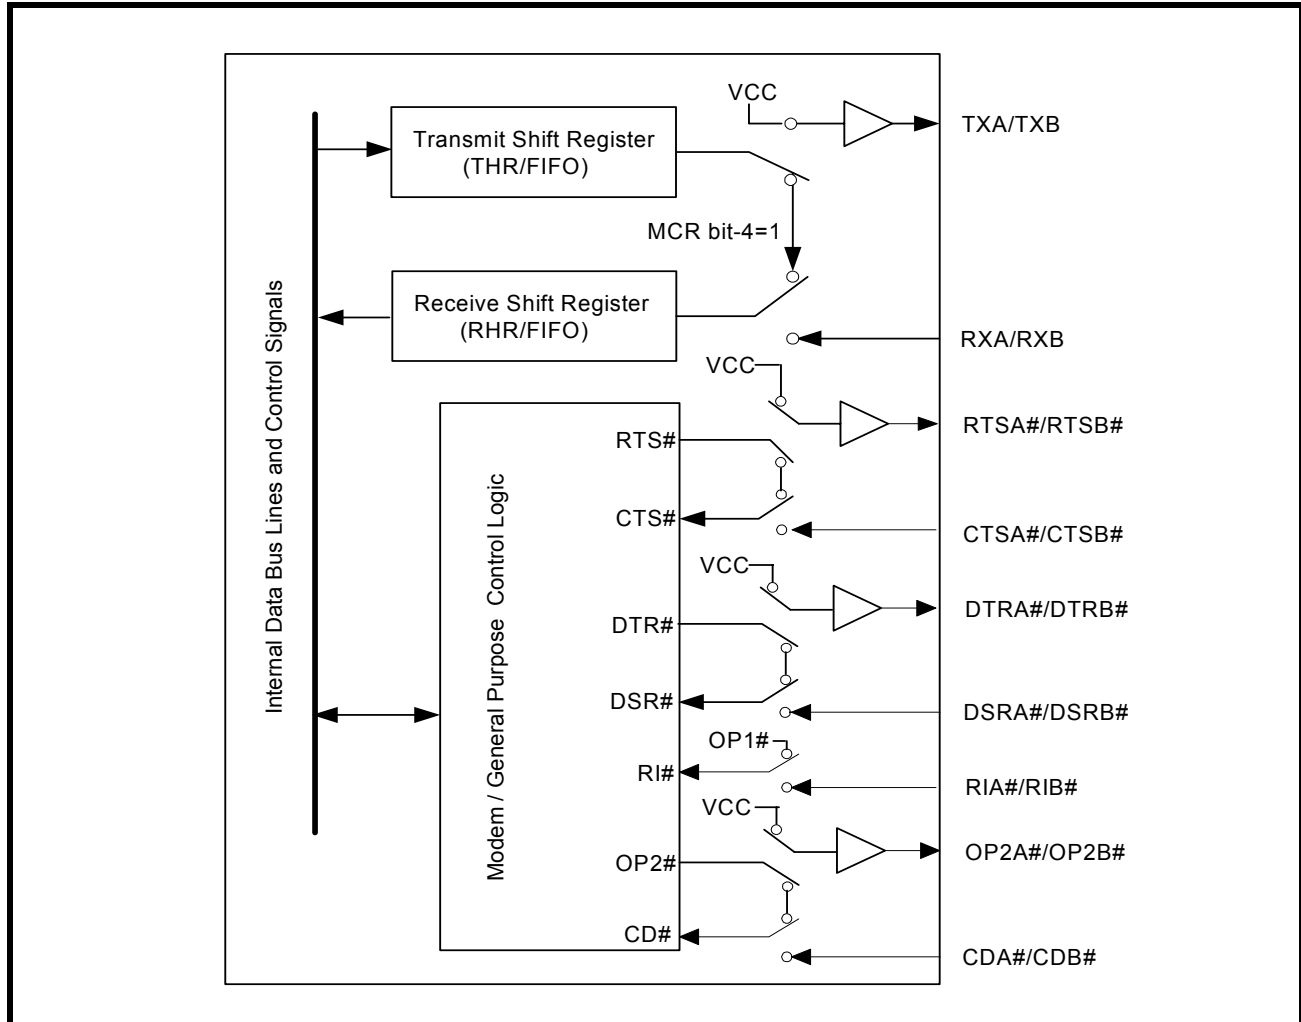 VCC
TXA/TXB
Transmit Shift Register
(THR/FIFO)
MCR bit-4=1
Receive Shift Register
(RHR/FIFO)
RXA/RXB
VCC
RTSA#/RTSB#
RTS#
CTS#
CTSA#/CTSB#
VCC
DTRA#/DTRB#
DTR#
DSR#
DSRA#/DSRB#
OP1#
RI#
RIA#/RIB#
VCC
OP2A#/OP2B#
OP2#
CD#
CDA#/CDB#
Internal Data Bus Lines and Control Signals
Modem / General Purpose Control Logic